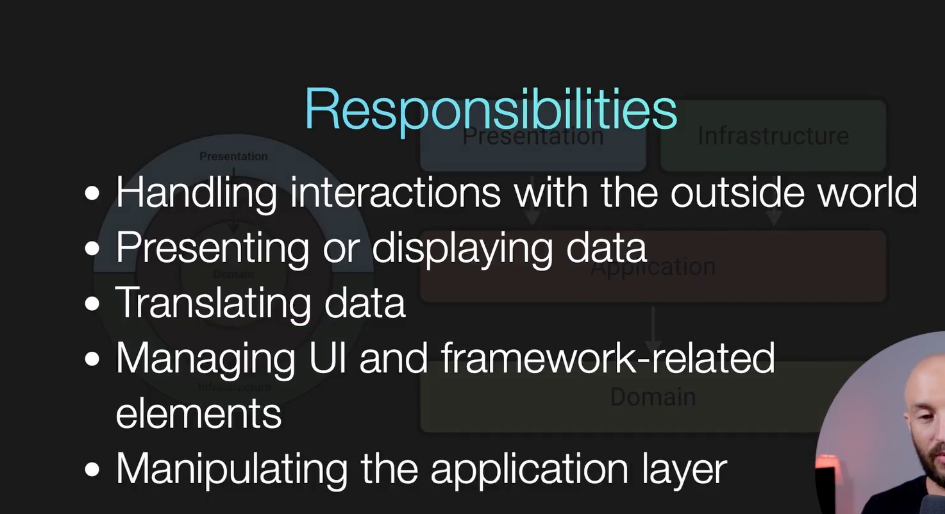 Responsibilities
Presentation
Infrastructure
Presentation
• Handling interactions with the outside world
• Presenting or displaying data
Application
Domain
• Translating data
• Managing UI and framework-related
Infrastructure
Domain
elements
• Manipulating the application layer